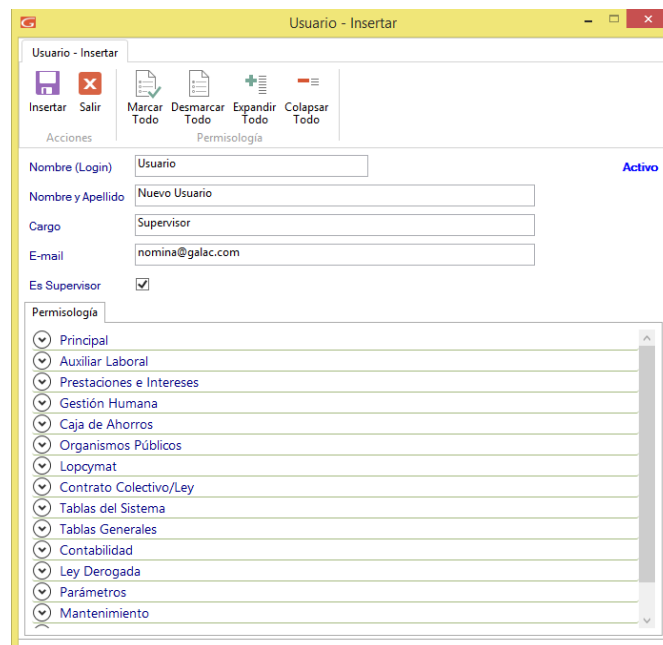 G
Usuario - Insertar
Usuario - Insertar
Insertar Salir Marcar Todo Desmarcar Todo Expandir Todo Colapsar Todo
Acciones Permisología
Nombre (Login) Usuario Activo
Nombre y Apellido Nuevo Usuario
Cargo Supervisor
E-mail nomina@galac.com
Es Supervisor
Permisología
Principal
Auxiliar Laboral
Prestaciones e Intereses
Gestión Humana
Caja de Ahorros
Organismos Públicos
Lopcymat
Contrato Colectivo/Ley
Tablas del Sistema
Tablas Generales
Contabilidad
Ley Derogada
Parámetros
Mantenimiento